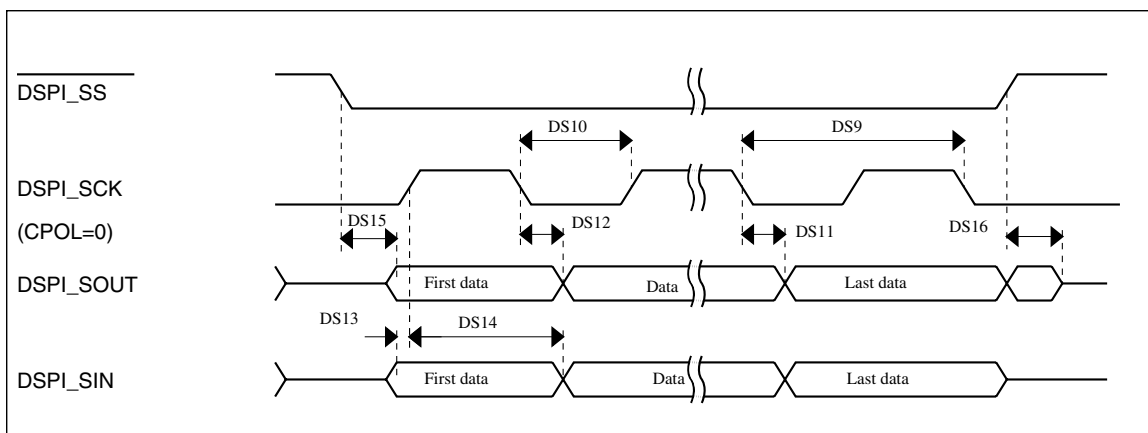 DSPI_SS
DS10
DS9
DSPI_SCK
DS15
DS12
DS11
DS16
(CPOL=0)
DSPI_SOUT
First data
Data
Last data
DS13
DS14
DSPI_SIN
First data
Data
Last data